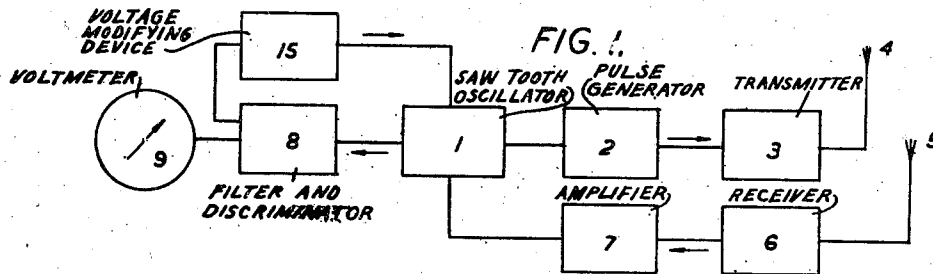 FIG. 1.
VOLTAGE
MODIFYING
DEVICE
15
4
VOLTMETER
SAW TOOTH
OSCILLATOR
PULSE
GENERATOR
TRANSMITTER
5
9
8
1
2
3
FILTER AND
DISCRIMINATOR
AMPLIFIER
RECEIVER
7
6